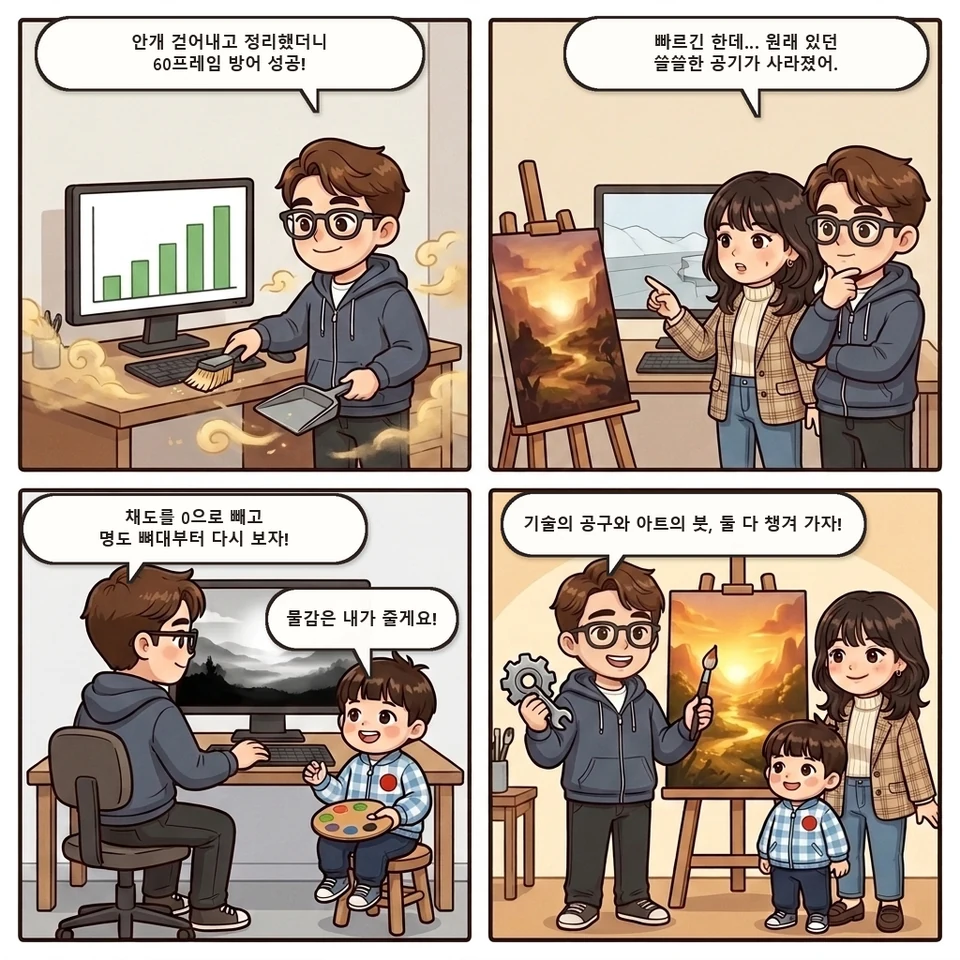 안개 걷어내고 정리했더니
60프레임 방어 성공!
빠르긴 한데... 원래 있던
쓸쓸한 공기가 사라졌어.
채도를 0으로 빼고
명도 뼈대부터 다시 보자!
물감은 내가 줄게요!
기술의 공구와 아트의 붓, 둘 다 챙겨 가자!